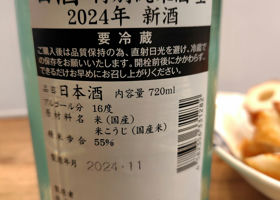 2024年 新酒
要冷蔵
ご購入後は品質保持の為、直射日光を避け、冷蔵で
の保存をお願いいたします。開栓前後にかかわらず、
できるだけお早めにお召し上がりください。
品目 日本酒 内容量 720ml
アルコール分 16度
原材料名 米(国産)
米こうじ(国産米)
精米歩合 55%
製造年月 2024-11